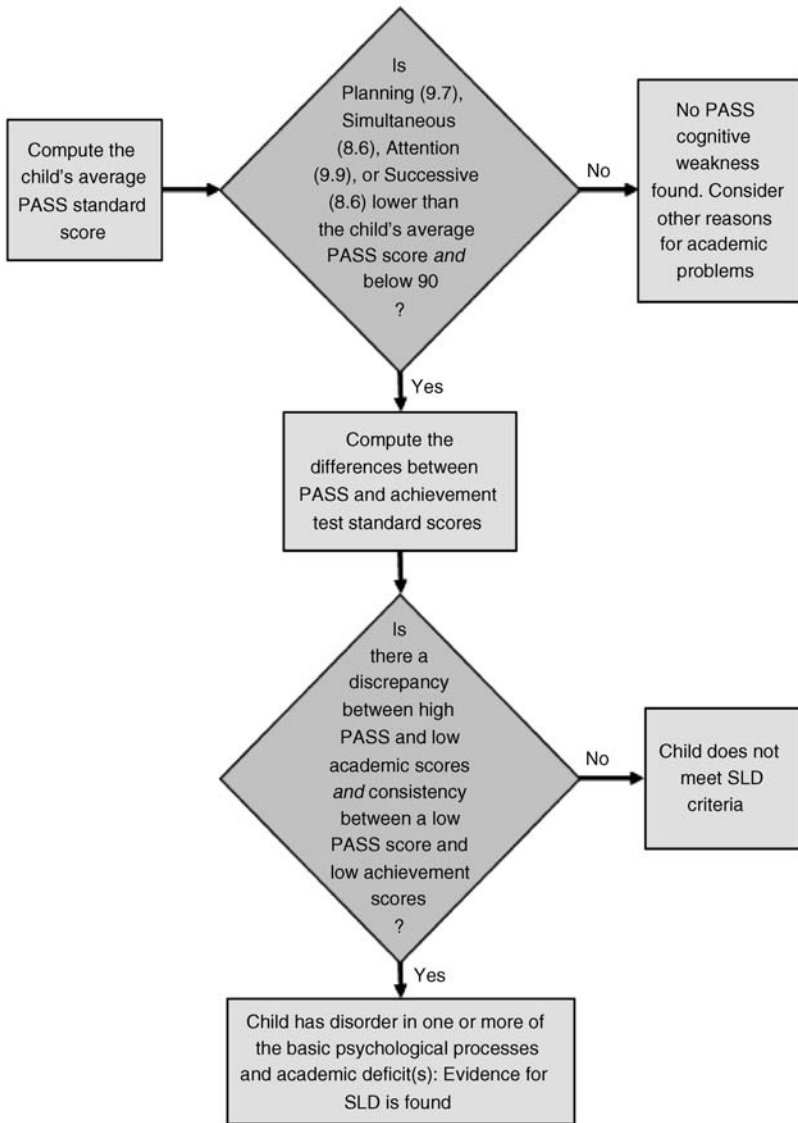 Compute the
child's average
PASS standard
score
Is
Planning (9.7),
Simultaneous
(8.6), Attention
(9.9), or Successive
(8.6) lower than
the child's average
PASS score and
below 90
?
No
No PASS
cognitive
weakness
found. Consider
other reasons
for academic
problems
Yes
Compute the
differences between
PASS and achievement
test standard scores
Is
there a
discrepancy
between high
PASS and low
academic scores
and consistency
between a low
PASS score and
low achievement
scores
?
No
Child does not
meet SLD
criteria
Yes
Child has disorder in one or more of
the basic psychological processes
and academic deficit(s): Evidence for
SLD is found